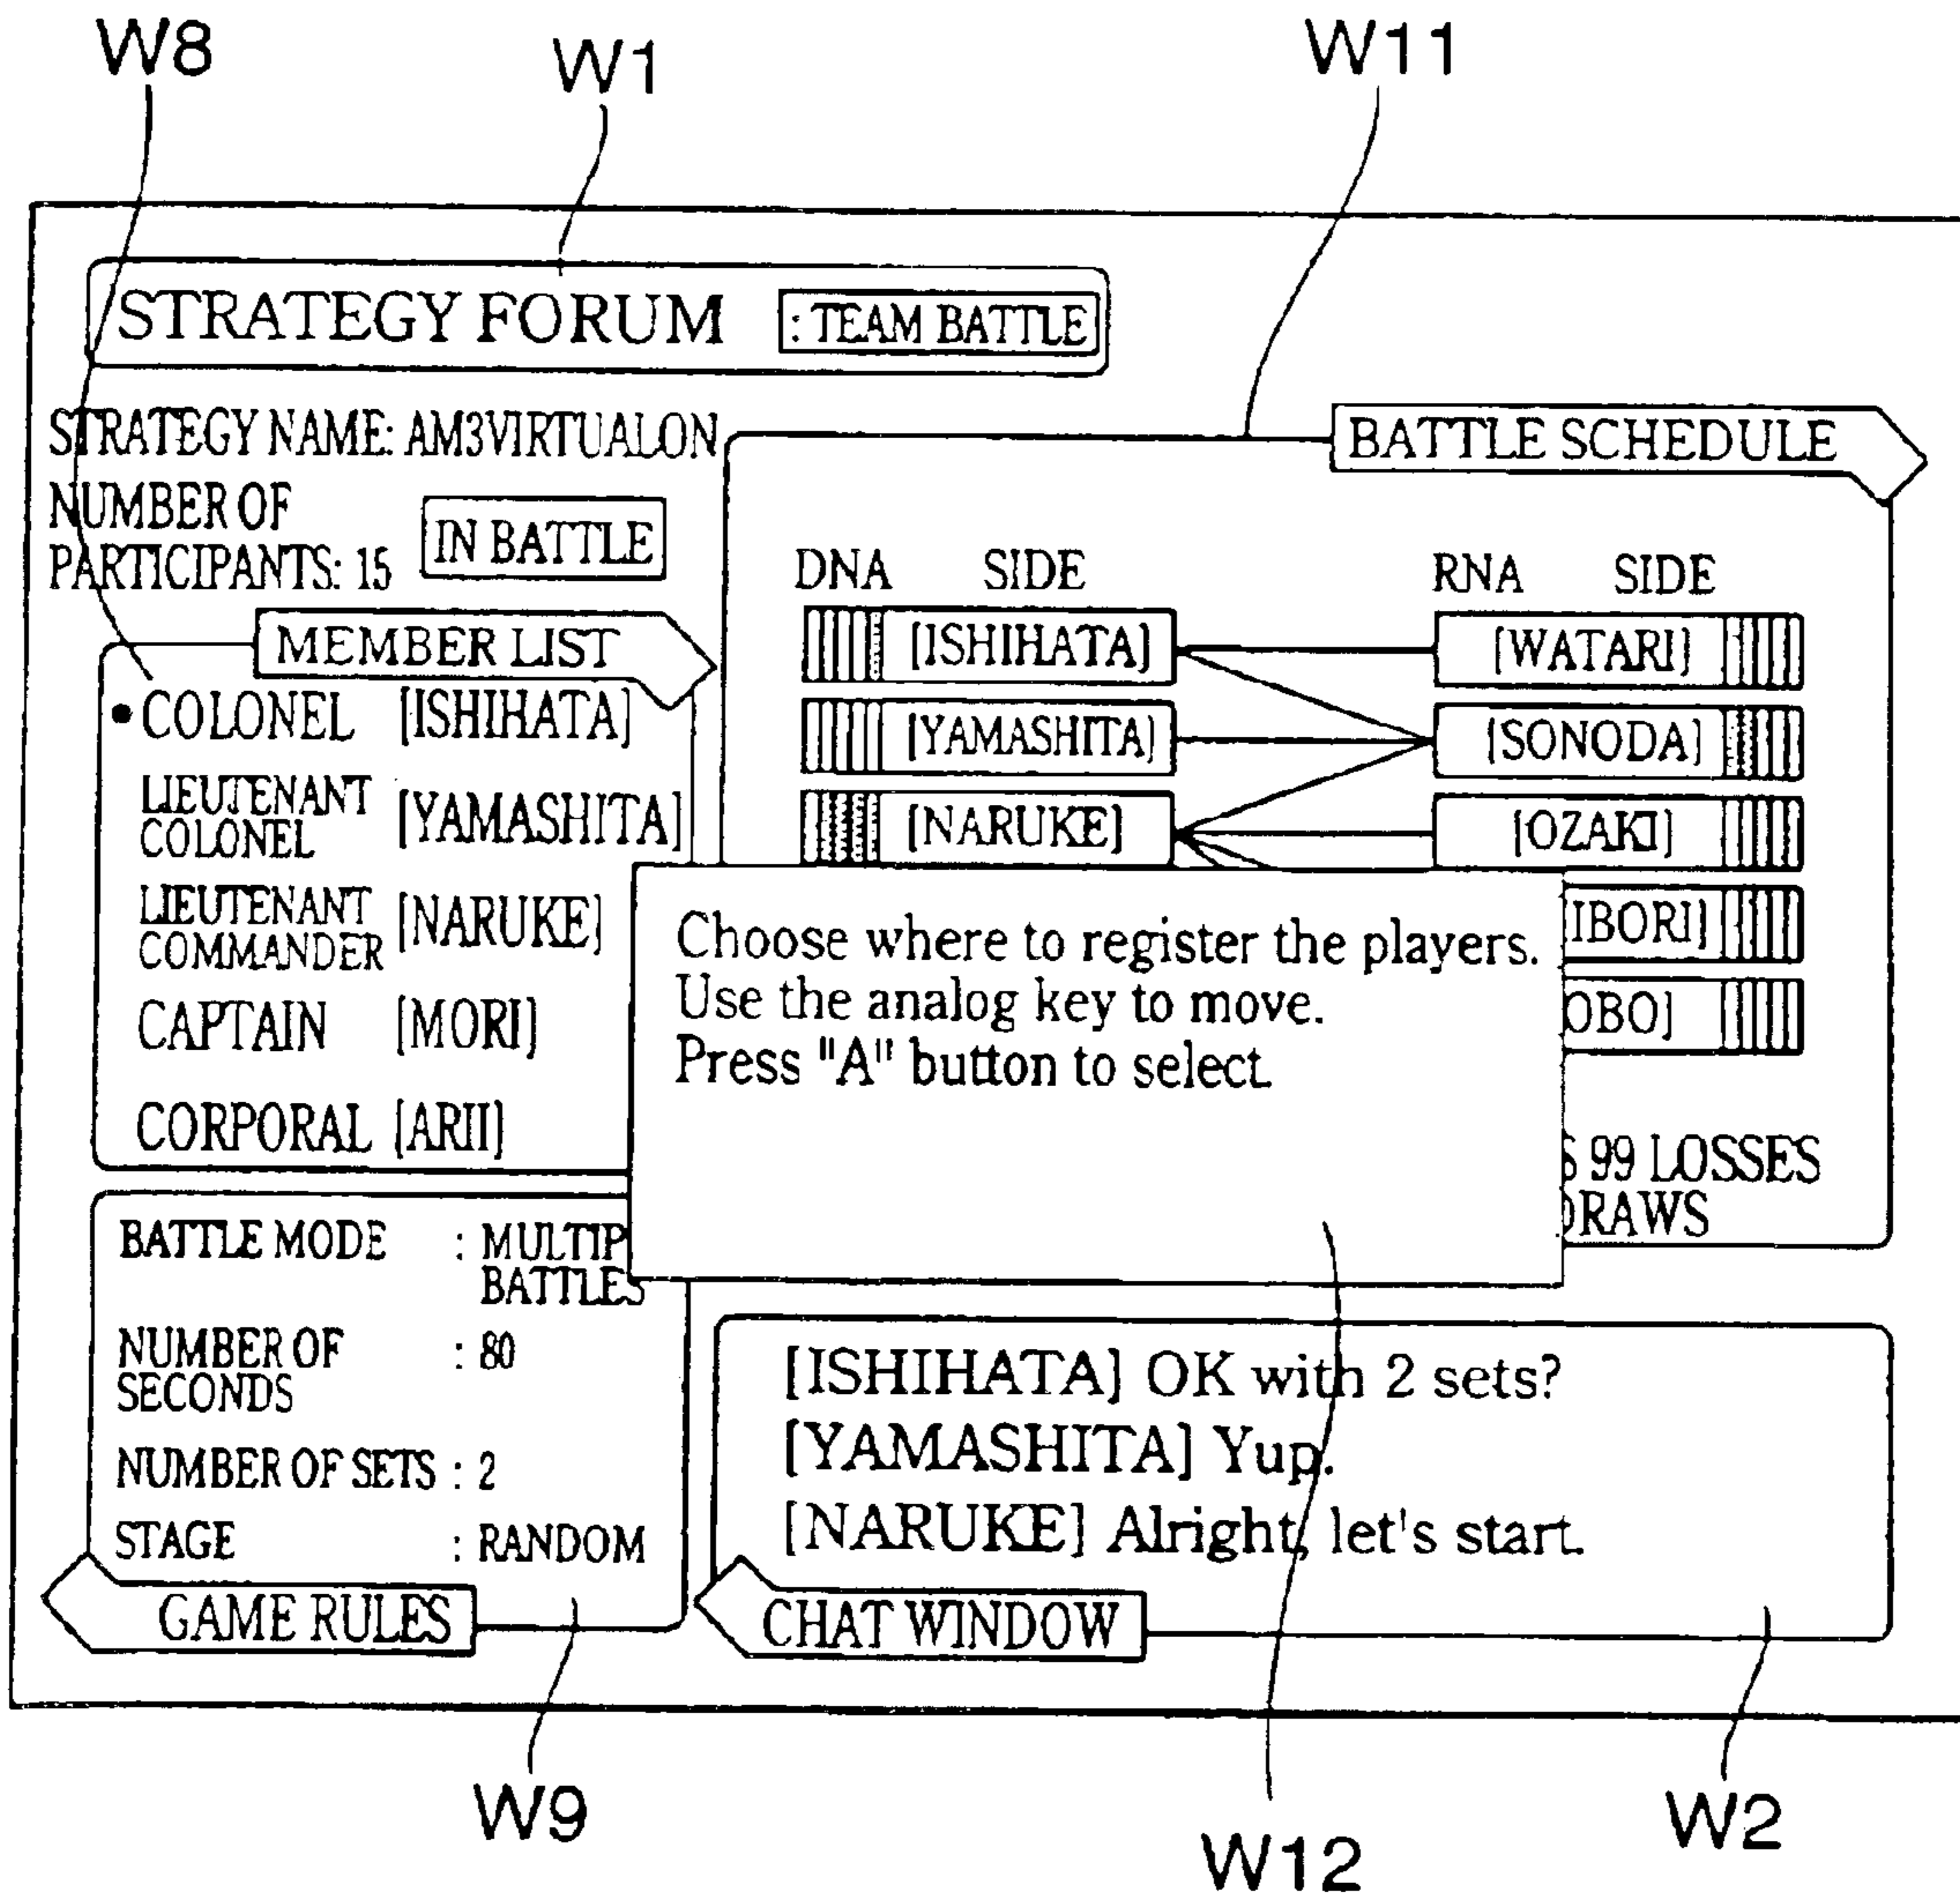 W8
W1
W11
STRATEGY FORUM
: TEAM BATTLE
STRATEGY NAME: AM3VIRTUALON
NUMBER OF
PARTICIPANTS: 15
IN BATTLE
MEMBER LIST
• COLONEL [ISHIHATA]
LIEUTENANT
COLONEL
[YAMASHITA]
LIEUTENANT
COMMANDER
[NARUKE]
CAPTAIN [MORI]
CORPORAL [ARII]
BATTLE SCHEDULE
DNA SIDE
RNA SIDE
[ISHIHATA]
[WATARI]
[YAMASHITA]
[SONODA]
[NARUKE]
[OZAKI]
IBORI]
OBO]
S 99 LOSSES
DRAWS
Choose where to register the players.
Use the analog key to move.
Press "A" button to select.
BATTLE MODE : MULTIP
BATTLES
NUMBER OF
SECONDS
: 80
NUMBER OF SETS : 2
STAGE : RANDOM
GAME RULES
[ISHIHATA] OK with 2 sets?
[YAMASHITA] Yup.
[NARUKE] Alright, let's start.
CHAT WINDOW
W9
W12
W2